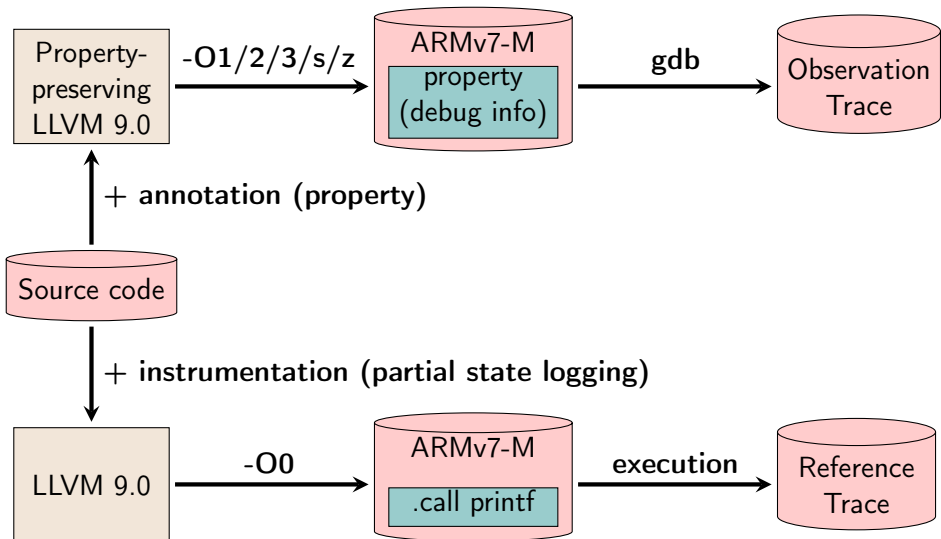 Property-
preserving
LLVM 9.0
-O1/2/3/s/z
ARMv7-M
property
(debug info)
gdb
Observation
Trace
+ annotation (property)
Source code
+ instrumentation (partial state logging)
LLVM 9.0
-O0
ARMv7-M
.call printf
execution
Reference
Trace